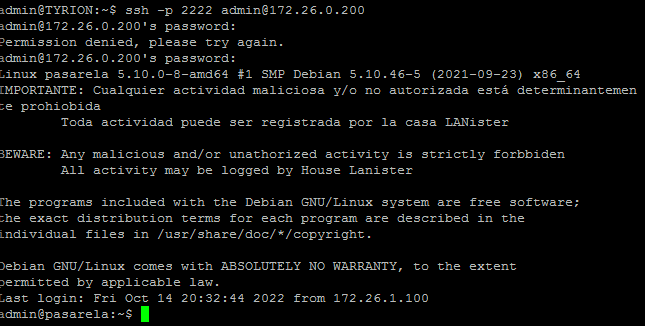 admin@TYRION:~$ ssh -p 2222 admin@172.26.0.200
admin@172.26.0.200's password:
Permission denied, please try again.
admin@172.26.0.200's password:
Linux pasarela 5.10.0-8-amd64 #1 SMP Debian 5.10.46-5 (2021-09-23) x86_64
IMPORTANTE: Cualquier actividad maliciosa y/o no autorizada está determinantemen
te prohiobida
Toda actividad puede ser registrada por la casa LANister
BEWARE: Any malicious and/or unathorized activity is strictly forbbiden
All activity may be logged by House Lanister
The programs included with the Debian GNU/Linux system are free software;
the exact distribution terms for each program are described in the
individual files in /usr/share/doc/*/copyright.
Debian GNU/Linux comes with ABSOLUTELY NO WARRANTY, to the extent
permitted by applicable law.
Last login: Fri Oct 14 20:32:44 2022 from 172.26.1.100
admin@pasarela:~$